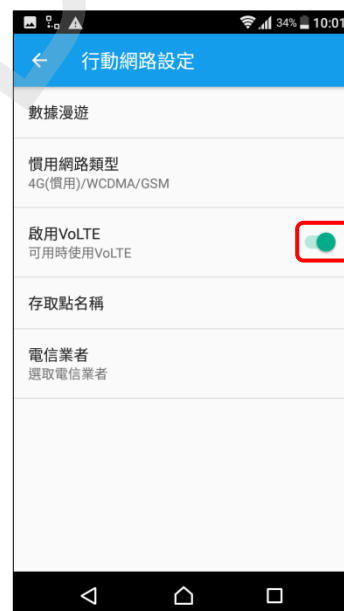 34% 10:01
行動網路設定
數據漫遊
慣用網路類型
4G(慣用)/WCDMA/GSM
啟用VoLTE
可用時使用VoLTE
存取點名稱
電信業者
選取電信業者